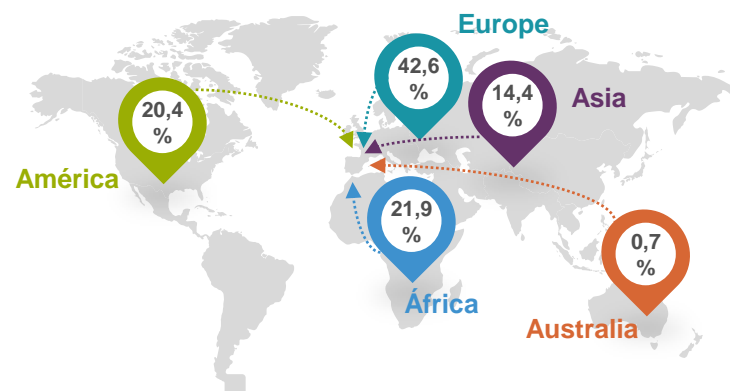 Europe
42,6
%
20,4
%
14,4
%
Asia
América
21,9
%
0,7
%
África
Australia